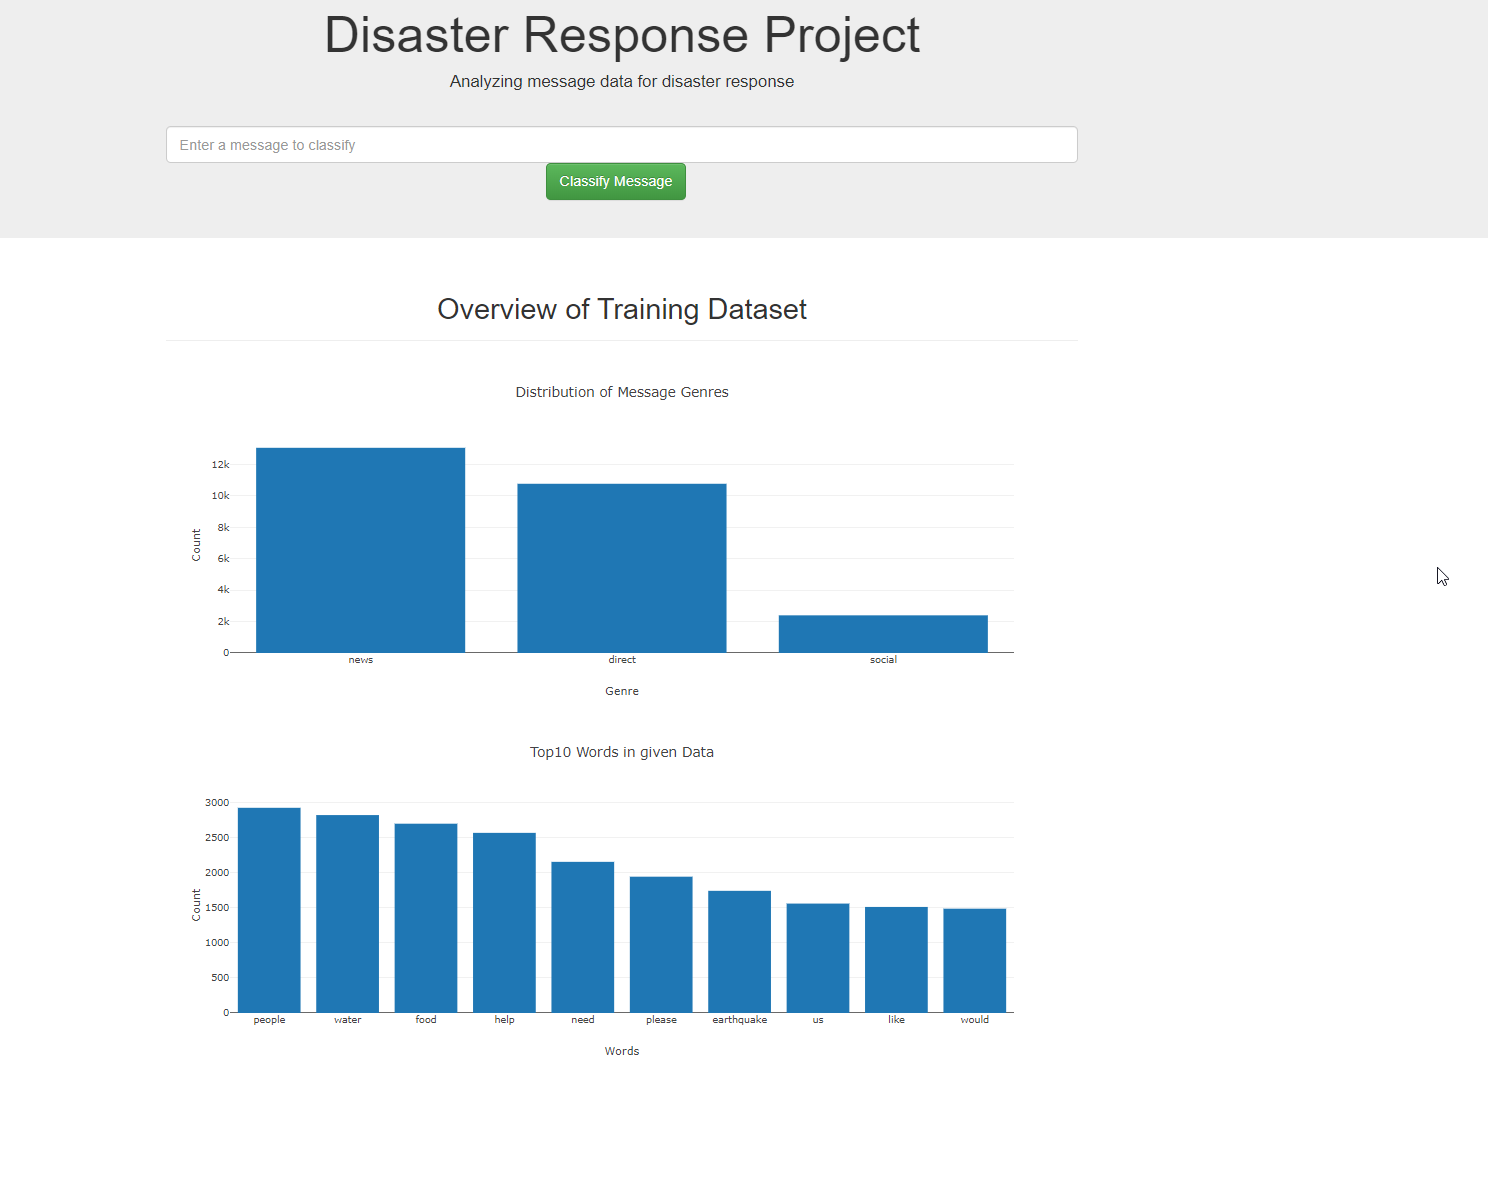 Disaster Response Project
Analyzing message data for disaster response
Enter a message to classify
Classify Message
Overview of Training Dataset
Distribution of Message Genres
12k
10k
8k
6k
4k
2k
0
Count
news direct social
Genre
Top10 Words in given Data
3000
2500
2000
1500
1000
500
0
Count
people water food help need please earthquake us like would
Words